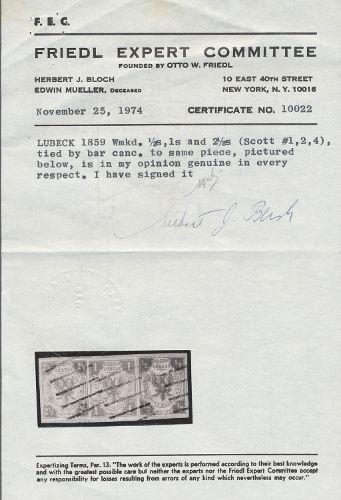 F. E. C.
FRIEDL EXPERT COMMITTEE
FOUNDED BY OTTO W. FRIEDL
HERBERT J. BLOCH 10 EAST 40TH STREET
EDWIN MUELLER, DECEASED NEW YORK, N. Y. 10016
November 25, 1974 CERTIFICATE NO. 10022
LUBECK 1859 Wmkd. ½s,1s and 2½s (Scott #1,2,4),
tied by bar canc. to same piece, pictured
below, is in my opinion genuine in every
respect. I have signed it
Herbert J. Bloch
Expertizing Terms, Par. 13: "The work of the experts is performed according to their best knowledge
and with the greatest possible care but neither the experts nor the Friedl Expert Committee accept
any responsibility for losses resulting from errors of any kind which nevertheless may occur."